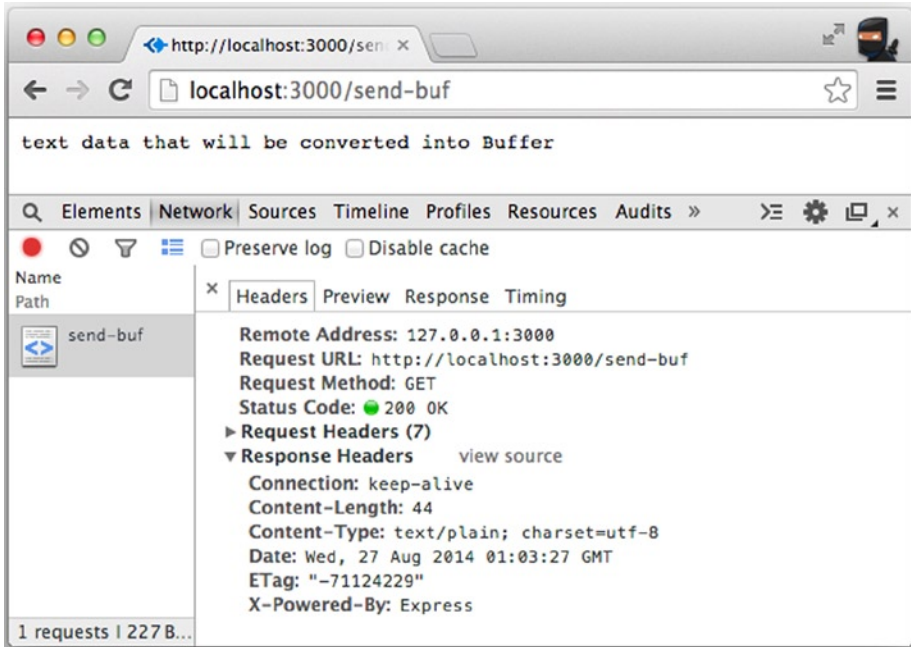 http://localhost:3000/sen
localhost:3000/send-buf
text data that will be converted into Buffer
Elements Network Sources Timeline Profiles Resources Audits »
Preserve log Disable cache
Name
Path
× Headers Preview Response Timing
send-buf
Remote Address: 127.0.0.1:3000
Request URL: http://localhost:3000/send-buf
Request Method: GET
Status Code: 200 OK
▶ Request Headers (7)
▼ Response Headers view source
Connection: keep-alive
Content-Length: 44
Content-Type: text/plain; charset=utf-8
Date: Wed, 27 Aug 2014 01:03:27 GMT
ETag: "-71124229"
X-Powered-By: Express
1 requests | 227 B...